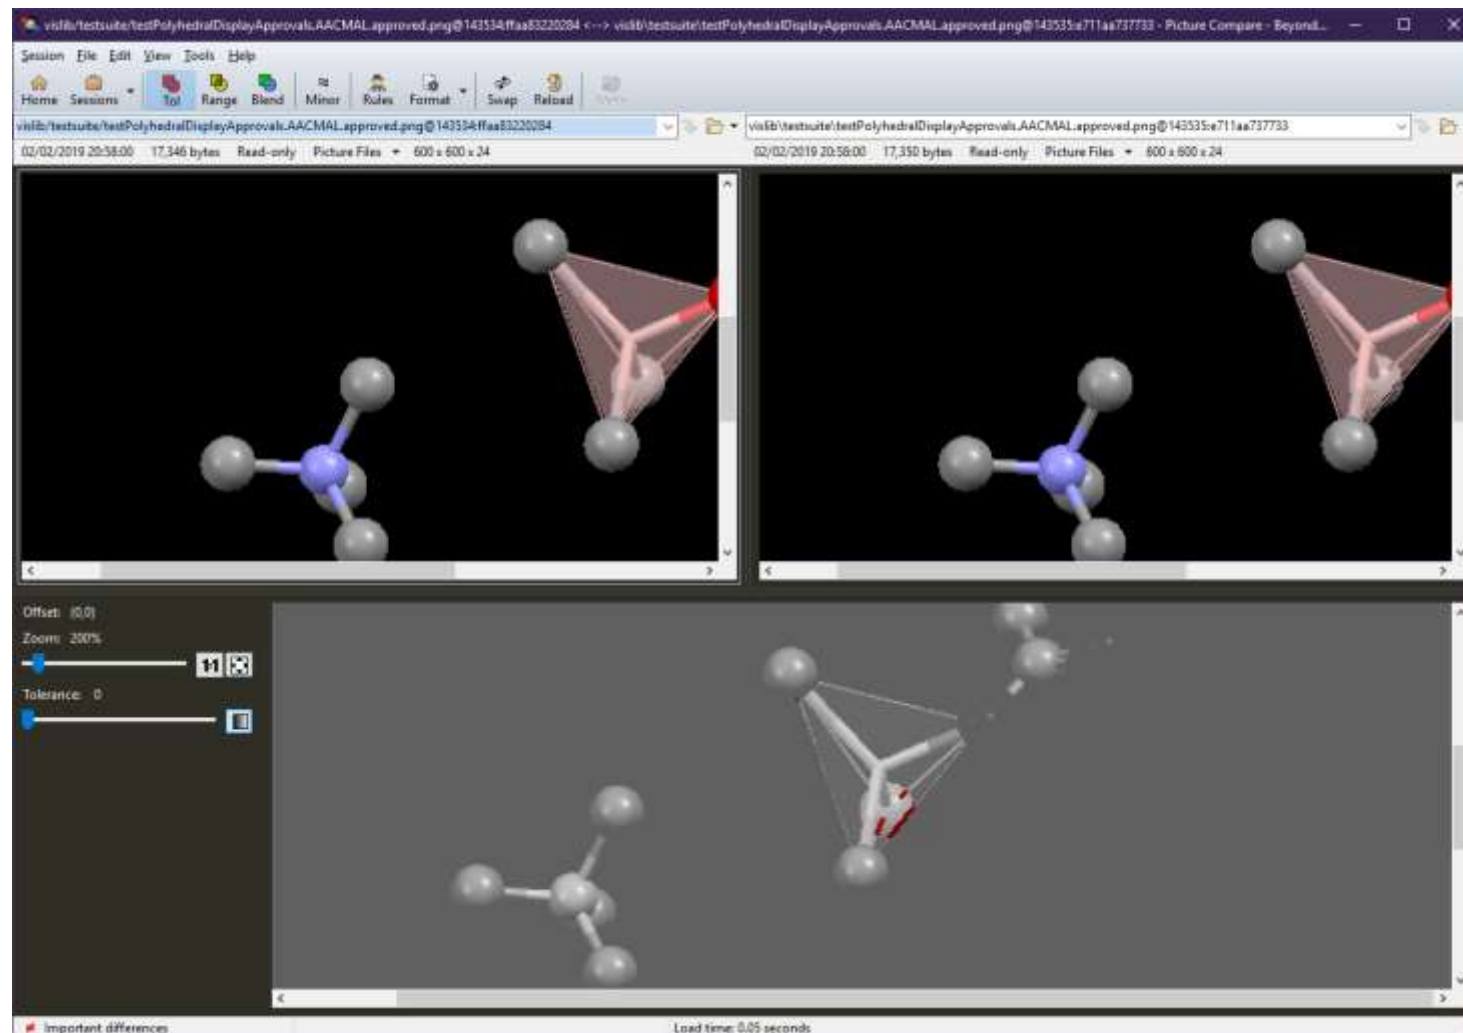 vislib/testsuite/testPolyhedralDisplayApprovals.AACMAL.approved.png@143534:ffaa83220284 <--> vislib\testsuite\testPolyhedralDisplayApprovals.AACMAL.approved.png@143535:e711aa737733 - Picture Compare - Beyond...
Session File Edit View Tools Help
Home Sessions Tol Range Blend Minor Rules Format Swap Reload
vislib/testsuite/testPolyhedralDisplayApprovals.AACMAL.approved.png@143534:ffaa83220284 vislib\testsuite\testPolyhedralDisplayApprovals.AACMAL.approved.png@143535:e711aa737733
02/02/2019 20:58:00 17,346 bytes Read-only Picture Files 600 x 600 x 24 02/02/2019 20:58:00 17,350 bytes Read-only Picture Files 600 x 600 x 24
Offset: (0,0)
Zoom: 200%
1:1
Tolerance: 0
Important differences Load time: 0.05 seconds